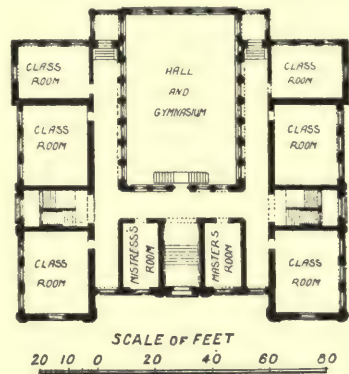 CLASS
ROOM
HALL
AND
GYMNASIUM
CLASS
ROOM
CLASS
ROOM
CLASS
ROOM
CLASS
ROOM
MISTRESS'S
ROOM
MASTERS
ROOM
CLASS
ROOM
SCALE OF FEET
20 10 0 20 40 60 80